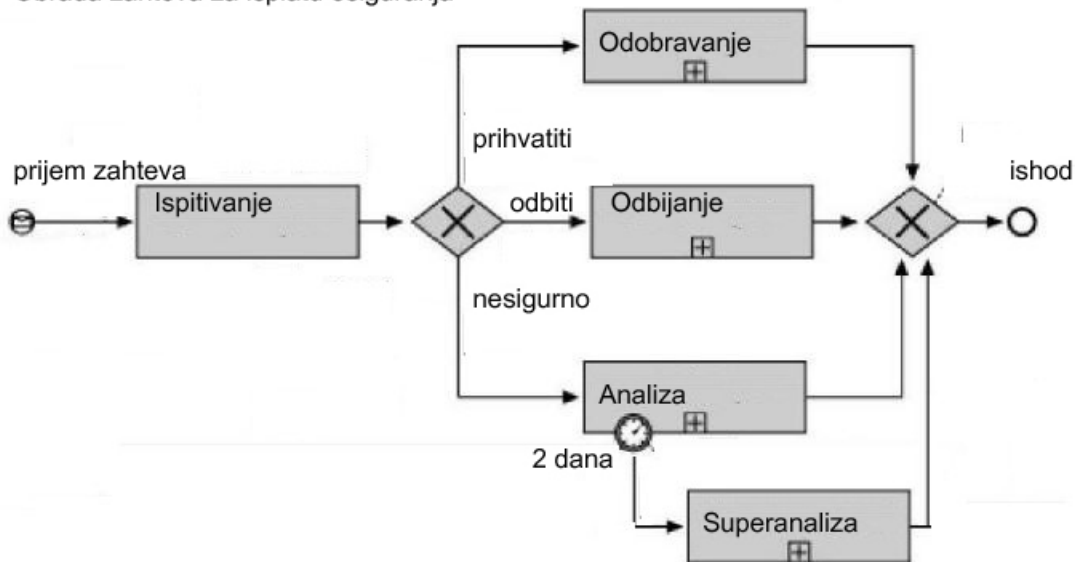 Odobravanje
prihvatiti
prijem zahteva
ishod
Ispitivanje
odbiti
Odbijanje
nesigurno
Analiza
2 dana
Superanaliza